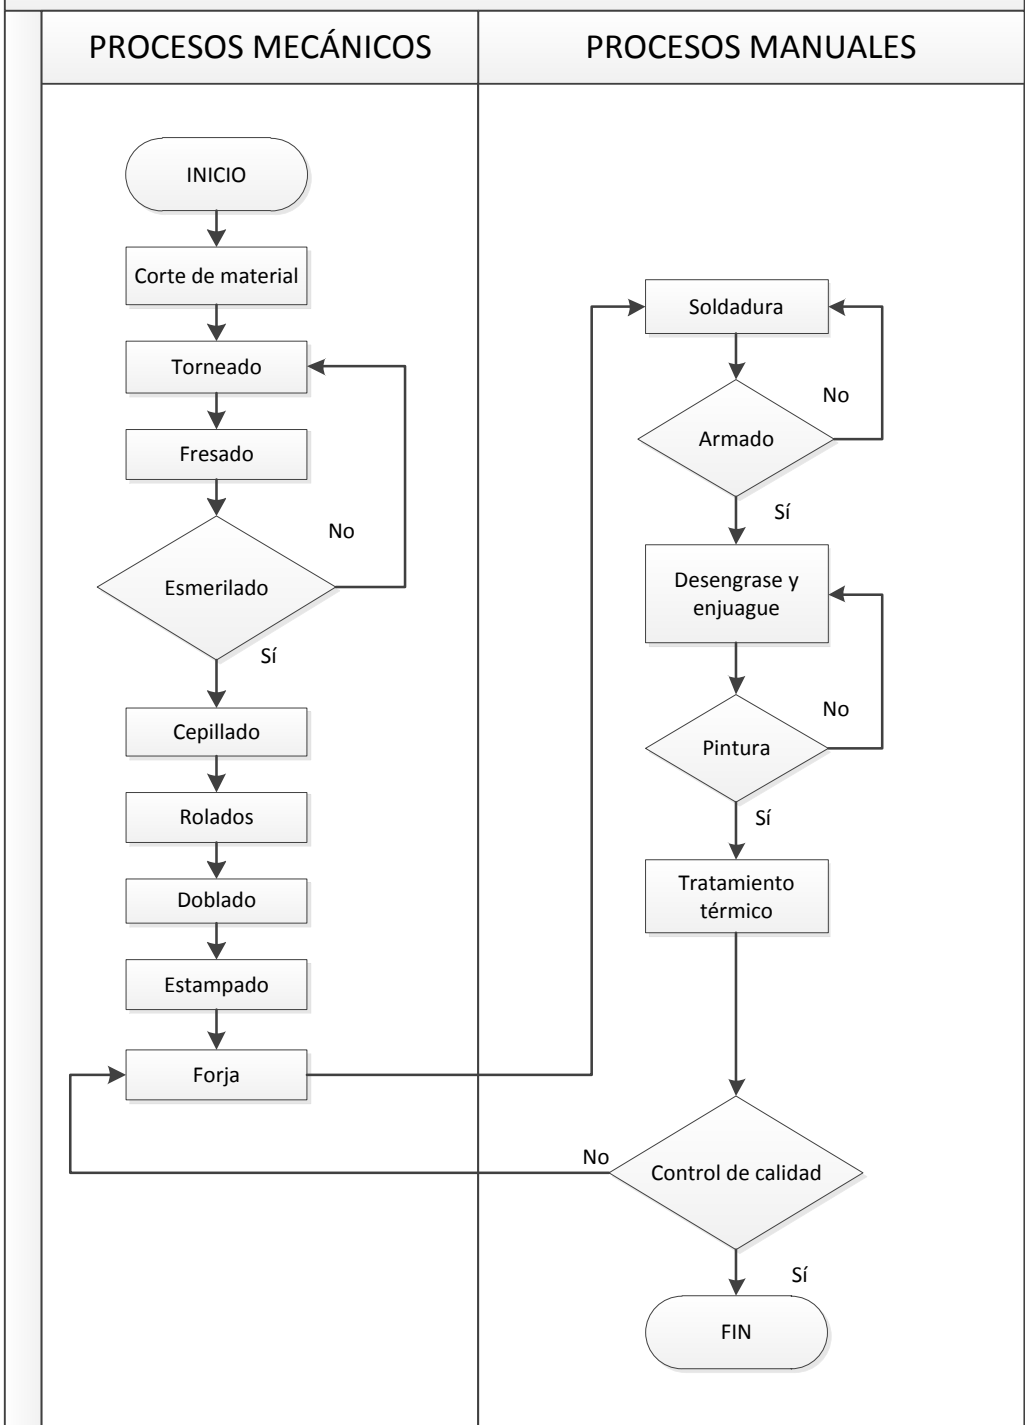 PROCESOS MECÁNICOS
PROCESOS MANUALES
INICIO
Corte de material
Torneado
Fresado
No
Esmerilado
Sí
Cepillado
Rolados
Doblado
Estampado
Forja
Soldadura
No
Armado
Sí
Desengrase y
enjuague
No
Pintura
Sí
Tratamiento
térmico
No
Control de calidad
Sí
FIN